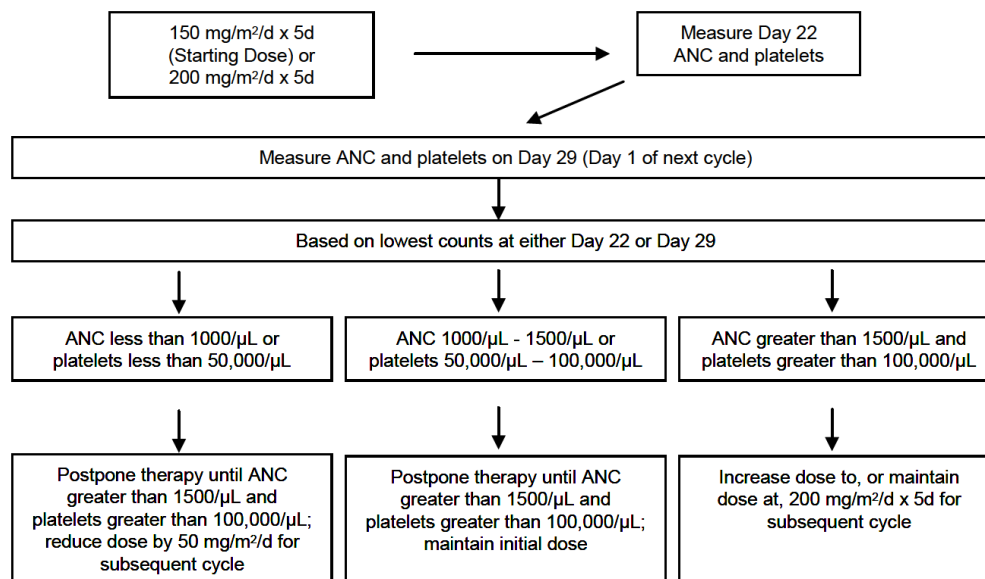 150 mg/m²/d x 5d
(Starting Dose) or
200 mg/m²/d x 5d
Measure Day 22
ANC and platelets
Measure ANC and platelets on Day 29 (Day 1 of next cycle)
Based on lowest counts at either Day 22 or Day 29
ANC less than 1000/µL or
platelets less than 50,000/µL
ANC 1000/µL - 1500/µL or
platelets 50,000/µL – 100,000/µL
ANC greater than 1500/µL and
platelets greater than 100,000/µL
Postpone therapy until ANC
greater than 1500/µL and
platelets greater than 100,000/µL;
reduce dose by 50 mg/m²/d for
subsequent cycle
Postpone therapy until ANC
greater than 1500/µL and
platelets greater than 100,000/µL;
maintain initial dose
Increase dose to, or maintain
dose at, 200 mg/m²/d x 5d for
subsequent cycle